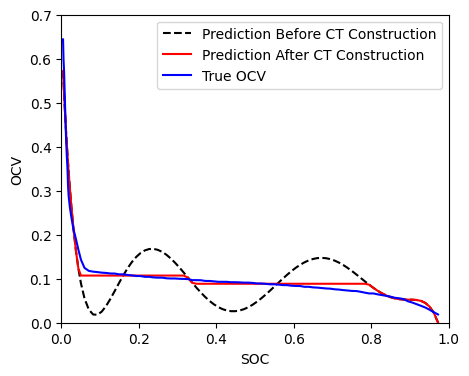 0.7
0.6
0.5
0.4
0.3
0.2
0.1
0.0
OCV
Prediction Before CT Construction
Prediction After CT Construction
True OCV
0.0 0.2 0.4 0.6 0.8 1.0
SOC